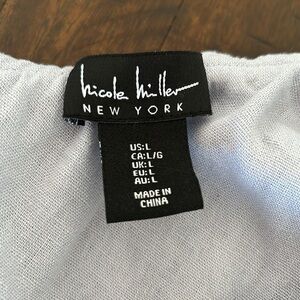 nicole miller
NEW YORK
US:L
CA:L/G
UK:L
EU:L
AU:L
MADE IN
CHINA